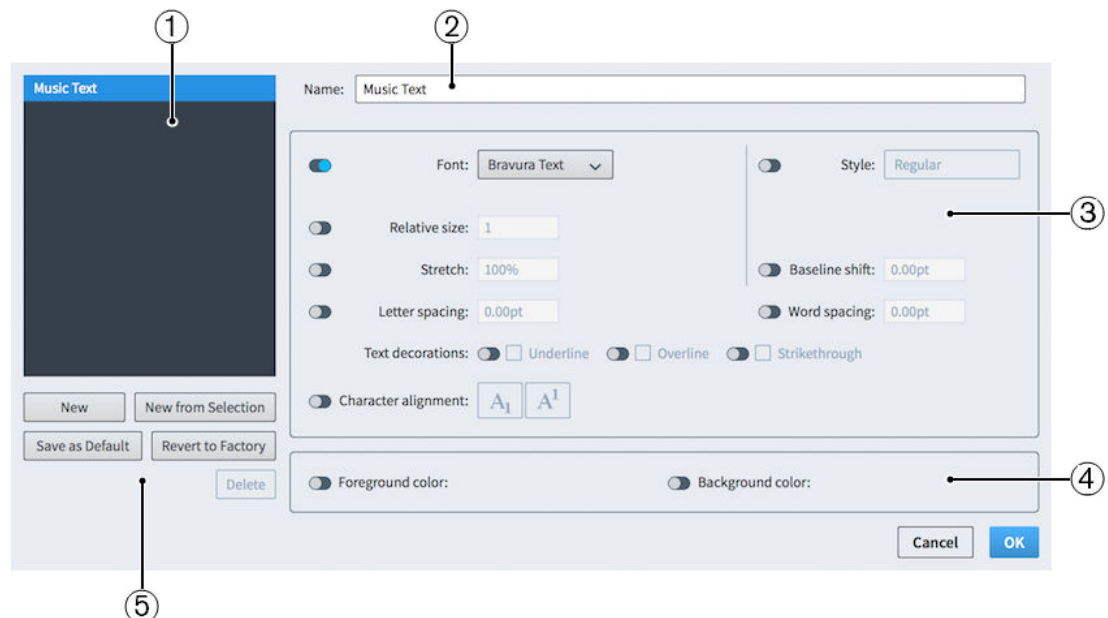 ① ②
Music Text
Name: Music Text
Font: Bravura Text Style: Regular
③
Relative size: 1
Stretch: 100% Baseline shift: 0.00pt
Letter spacing: 0.00pt Word spacing: 0.00pt
Text decorations: Underline Overline Strikethrough
Character alignment: A1 A1
New New from Selection
Save as Default Revert to Factory
Delete
Foreground color: Background color:
④
Cancel OK
⑤